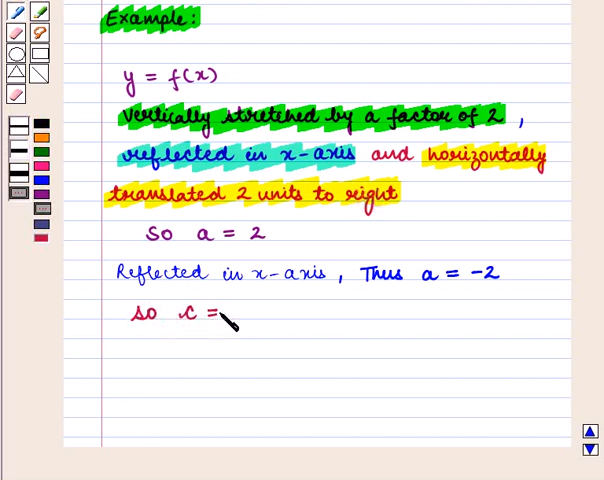 Example:
y = f(x)
Vertically stretched by a factor of 2,
reflected in x-axis and horizontally
translated 2 units to right
So a = 2
Reflected in x-axis, Thus a = -2
so c =